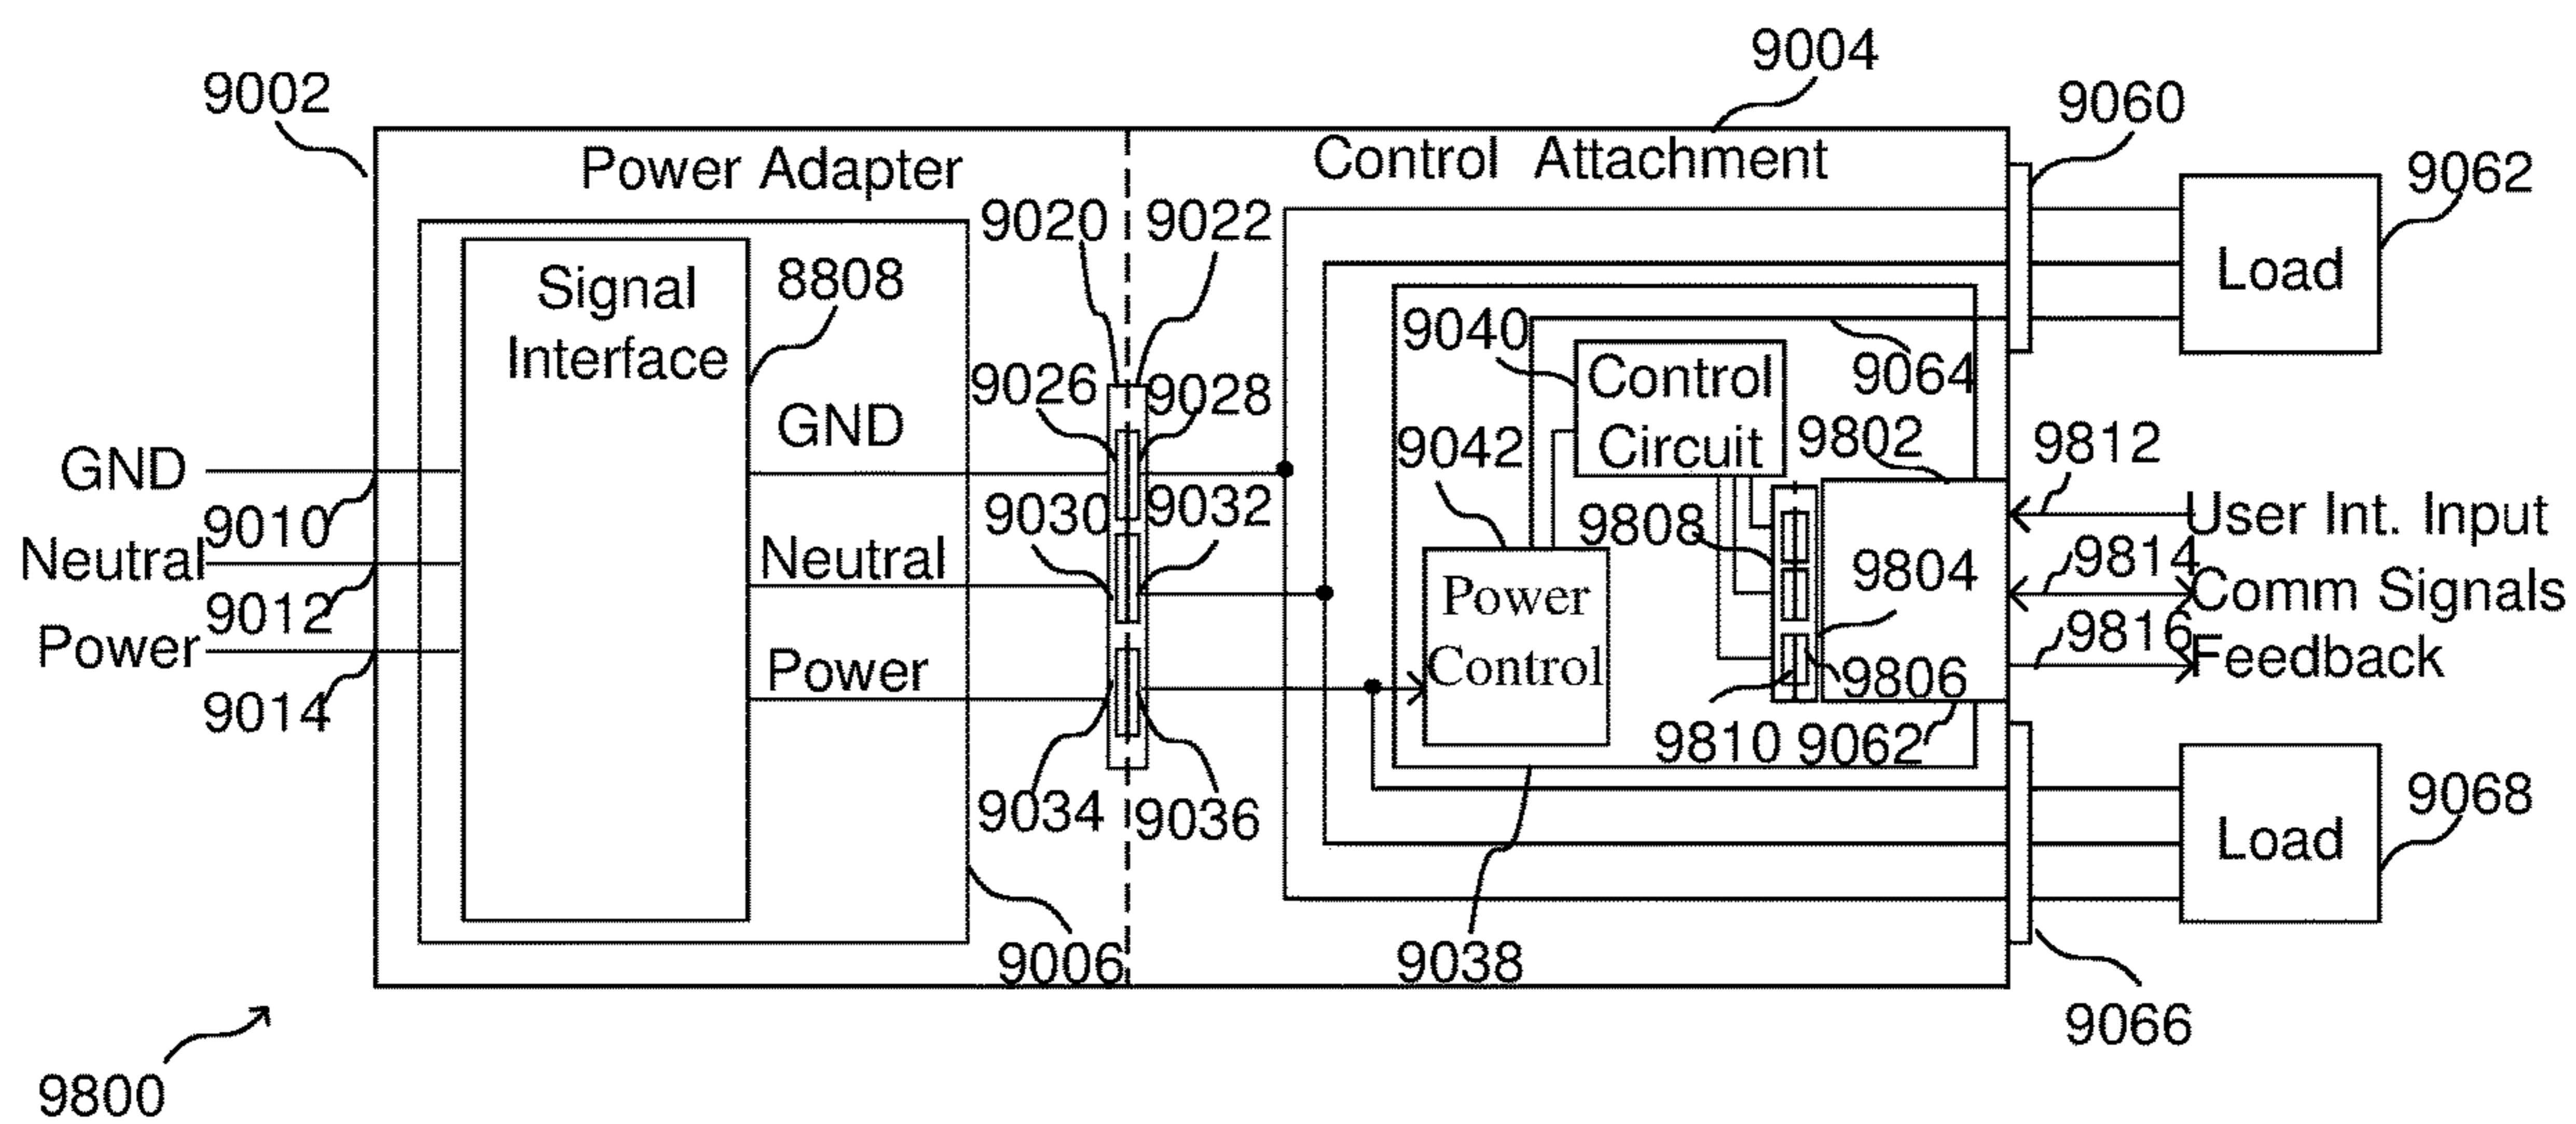 9004
9002
9060
Power Adapter
Control Attachment
9062
9020
9022
Signal
Interface
8808
Load
9040
Control
Circuit
9064
9026
9028
GND
9042
9802
9812
GND
9010
9030
9032
9808
User Int. Input
Neutral
Neutral
9804
9814
Comm Signals
9012
Power
Control
9816
Power
Power
9806
Feedback
9014
9810
9062
9034
9036
9068
Load
9006
9038
9066
9800